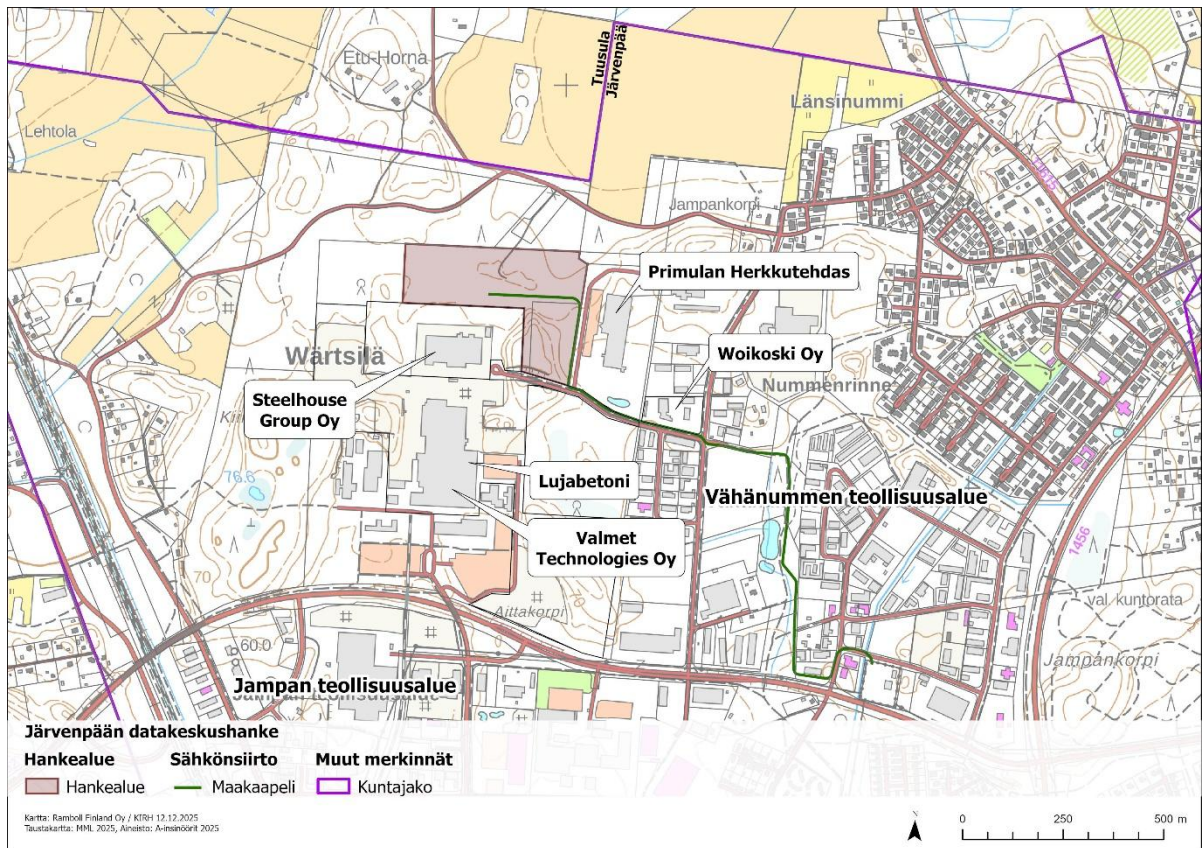 Etu-Horna
Tuusula
Järvenpää
Länsinummi
Lehtola
11615
Jampankorpi
Primulan Herkkutehdas
Wärtsilä
Woikoski Oy
Nummenrinne
Steelhouse
Group Oy
76.6
Lujabetoni
Vähänummen teollisuusalue
Valmet
Technologies Oy
1456
70
70
Aittakorpi
val. kuntorata
60.0
Jampankorpi
Jampan teollisuusalue
Järvenpään datakeskushanke
Hankealue Sähkönsiirto Muut merkinnät
Hankealue Maakaapeli Kuntajako
Kartta: Ramboll Finland Oy / KIRH 12.12.2025
Taustakartta: MML 2025, Aineisto: A-insinöörit 2025
N
0 250 500 m